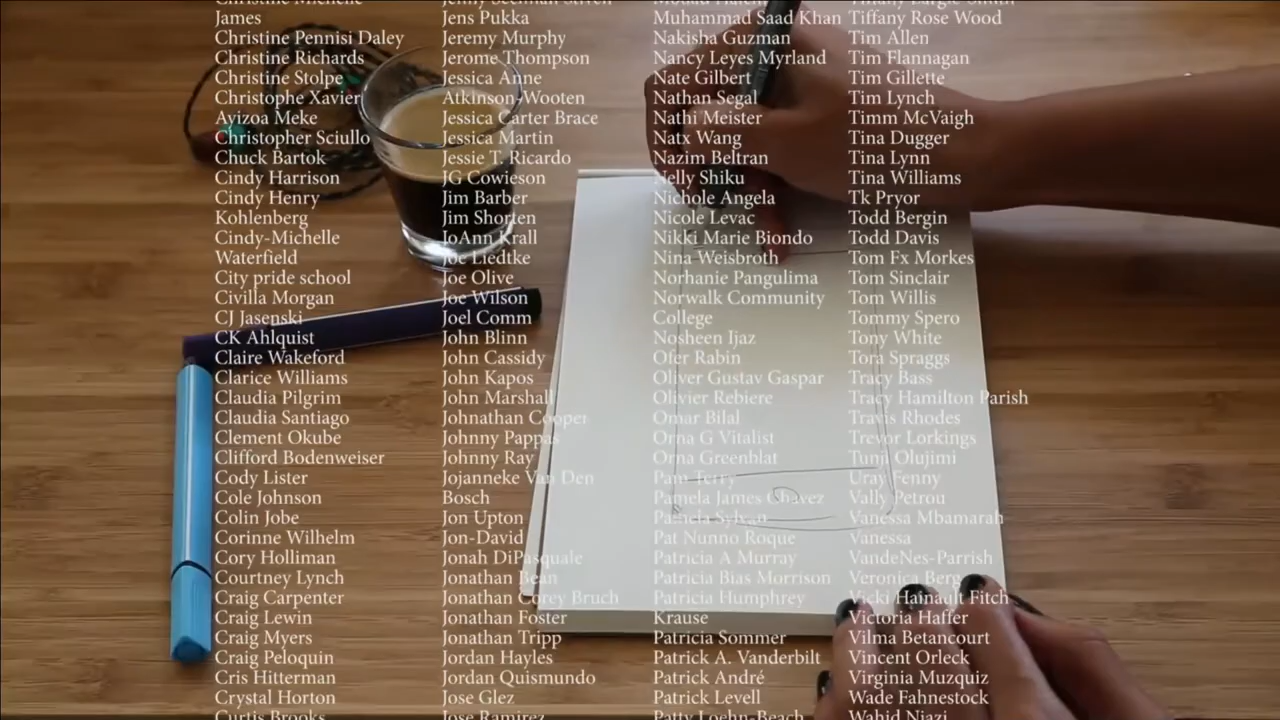 James
Christine Pennisi Daley
Christine Richards
Christine Stolpe
Christophe Xavier
Ayizoa Meke
Christopher Sciullo
Chuck Bartok
Cindy Harrison
Cindy Henry
Kohlenberg
Cindy-Michelle
Waterfield
City pride school
Civilla Morgan
CJ Jasenski
CK Ahlquist
Claire Wakeford
Clarice Williams
Claudia Pilgrim
Claudia Santiago
Clement Okube
Clifford Bodenweiser
Cody Lister
Cole Johnson
Colin Jobe
Corinne Wilhelm
Cory Holliman
Courtney Lynch
Craig Carpenter
Craig Lewin
Craig Myers
Craig Peloquin
Cris Hitterman
Crystal Horton
Curtis Brooks
Jens Pukka
Jeremy Murphy
Jerome Thompson
Jessica Anne
Atkinson-Wooten
Jessica Carter Brace
Jessica Martin
Jessie T. Ricardo
JG Cowieson
Jim Barber
Jim Shorten
JoAnn Krall
Joe Liedtke
Joe Olive
Joe Wilson
Joel Comm
John Blinn
John Cassidy
John Kapos
John Marshall
Johnathan Cooper
Johnny Pappas
Johnny Ray
Jojanneke Van Den
Bosch
Jon Upton
Jon-David
Jonah DiPasquale
Jonathan Bean
Jonathan Corey Bruch
Jonathan Foster
Jonathan Tripp
Jordan Hayles
Jordan Quismundo
Jose Glez
Jose Ramirez
Muhammad Saad Khan
Nakisha Guzman
Nancy Leyes Myrland
Nate Gilbert
Nathan Segal
Nathi Meister
Natx Wang
Nazim Beltran
Nelly Shiku
Nichole Angela
Nicole Levac
Nikki Marie Biondo
Nina Weisbroth
Norhanie Pangulima
Norwalk Community
College
Nosheen Ijaz
Ofer Rabin
Oliver Gustav Gaspar
Olivier Rebiere
Omar Bilal
Orna G Vitalist
Orna Greenblat
Pam Terry
Pamela James Chavez
Pamela Sylvan
Pat Nunno Roque
Patricia A Murray
Patricia Bias Morrison
Patricia Humphrey
Krause
Patricia Sommer
Patrick A. Vanderbilt
Patrick André
Patrick Levell
Patty Loehn-Beach
Tiffany Rose Wood
Tim Allen
Tim Flannagan
Tim Gillette
Tim Lynch
Timm McVaigh
Tina Dugger
Tina Lynn
Tina Williams
Tk Pryor
Todd Bergin
Todd Davis
Tom Fx Morkes
Tom Sinclair
Tom Willis
Tommy Spero
Tony White
Tora Spraggs
Tracy Bass
Tracy Hamilton Parish
Travis Rhodes
Trevor Lorkings
Tunji Olujimi
Uray Fenny
Vally Petrou
Vanessa Mbamarah
Vanessa
VandeNes-Parrish
Veronica Berg
Vicki Hainault Fitch
Victoria Haffer
Vilma Betancourt
Vincent Orleck
Virginia Muzquiz
Wade Fahnestock
Wahid Niazi